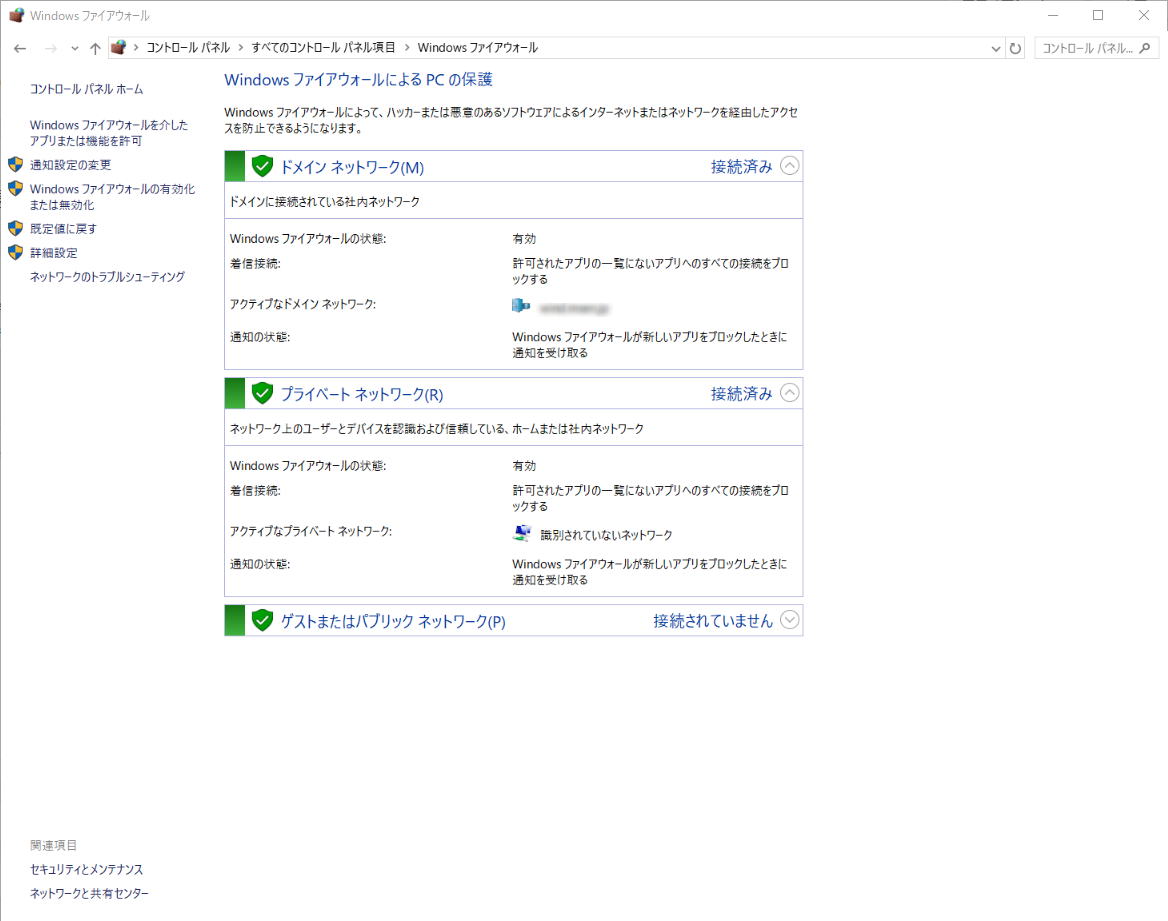 Windows ファイアウォール
コントロール パネル › すべてのコントロール パネル項目 › Windows ファイアウォール
コントロール パネル...
コントロール パネル ホーム
Windows ファイアウォールを介した
アプリまたは機能を許可
通知設定の変更
Windows ファイアウォールの有効化
または無効化
既定値に戻す
詳細設定
ネットワークのトラブルシューティング
Windows ファイアウォールによる PC の保護
Windows ファイアウォールによって、ハッカーまたは悪意のあるソフトウェアによるインターネットまたはネットワークを経由したアクセ
スを防止できるようになります。
ドメイン ネットワーク(M) 接続済み
ドメインに接続されている社内ネットワーク
Windows ファイアウォールの状態: 有効
着信接続: 許可されたアプリの一覧にないアプリへのすべての接続をブロ
ックする
アクティブなドメイン ネットワーク:
通知の状態: Windows ファイアウォールが新しいアプリをブロックしたときに
通知を受け取る
プライベート ネットワーク(R) 接続済み
ネットワーク上のユーザーとデバイスを認識および信頼している、ホームまたは社内ネットワーク
Windows ファイアウォールの状態: 有効
着信接続: 許可されたアプリの一覧にないアプリへのすべての接続をブロ
ックする
アクティブなプライベート ネットワーク: 識別されていないネットワーク
通知の状態: Windows ファイアウォールが新しいアプリをブロックしたときに
通知を受け取る
ゲストまたはパブリック ネットワーク(P) 接続されていません
関連項目
セキュリティとメンテナンス
ネットワークと共有センター